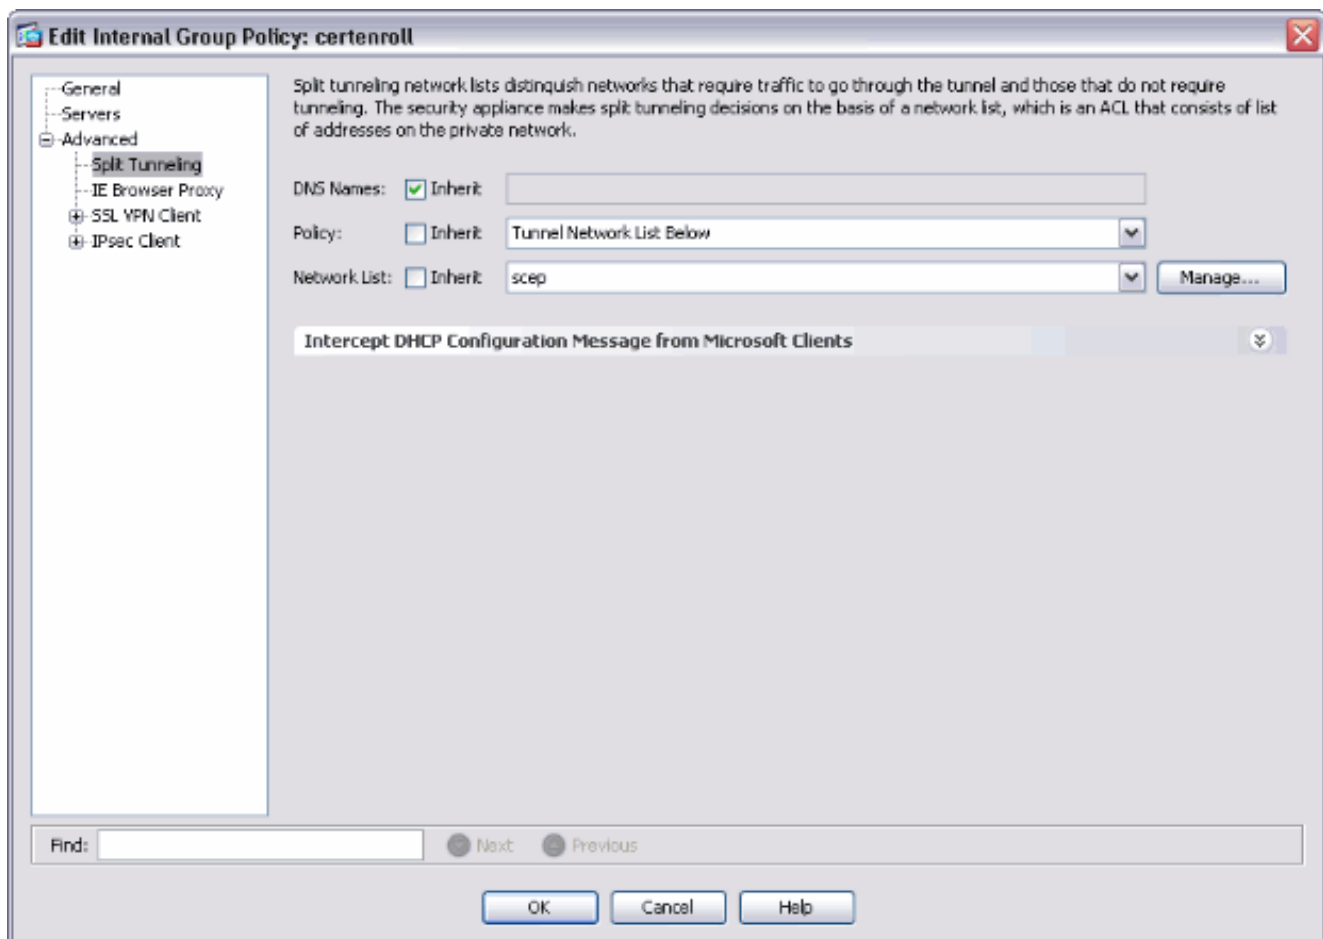 Edit Internal Group Policy: certenroll
General
Servers
Advanced
Split Tunneling
IE Browser Proxy
SSL VPN Client
IPsec Client
Split tunneling network lists distinguish networks that require traffic to go through the tunnel and those that do not require
tunneling. The security appliance makes split tunneling decisions on the basis of a network list, which is an ACL that consists of list
of addresses on the private network.
DNS Names: Inherit
Policy: Inherit Tunnel Network List Below
Network List: Inherit scep Manage...
Intercept DHCP Configuration Message from Microsoft Clients
Find: Next Previous
OK Cancel Help